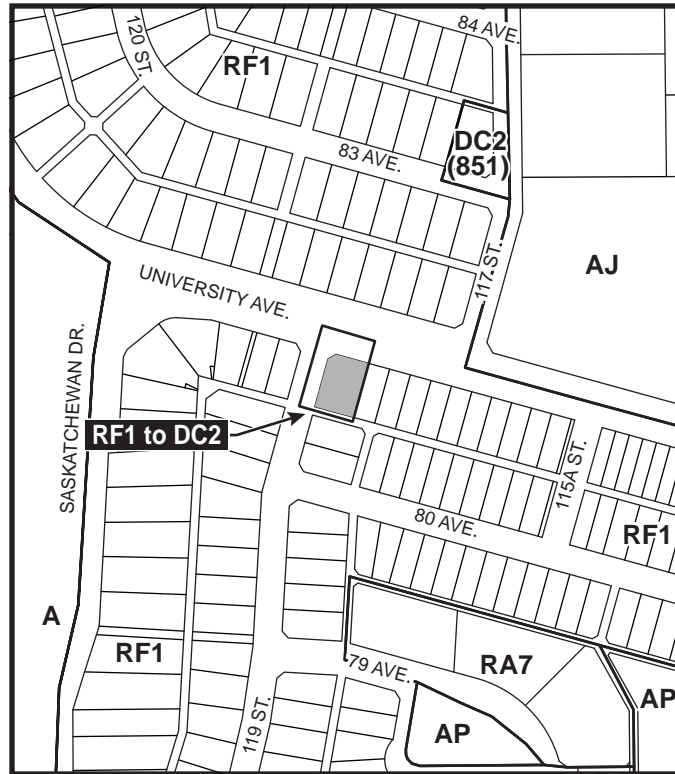 84 AVE.
120 ST.
RF1
DC2
(851)
83 AVE.
117 ST.
AJ
UNIVERSITY AVE.
SASKATCHEWAN DR.
RF1 to DC2
115A ST.
80 AVE.
RF1
A
RF1
RA7
79 AVE.
AP
119 ST.
AP